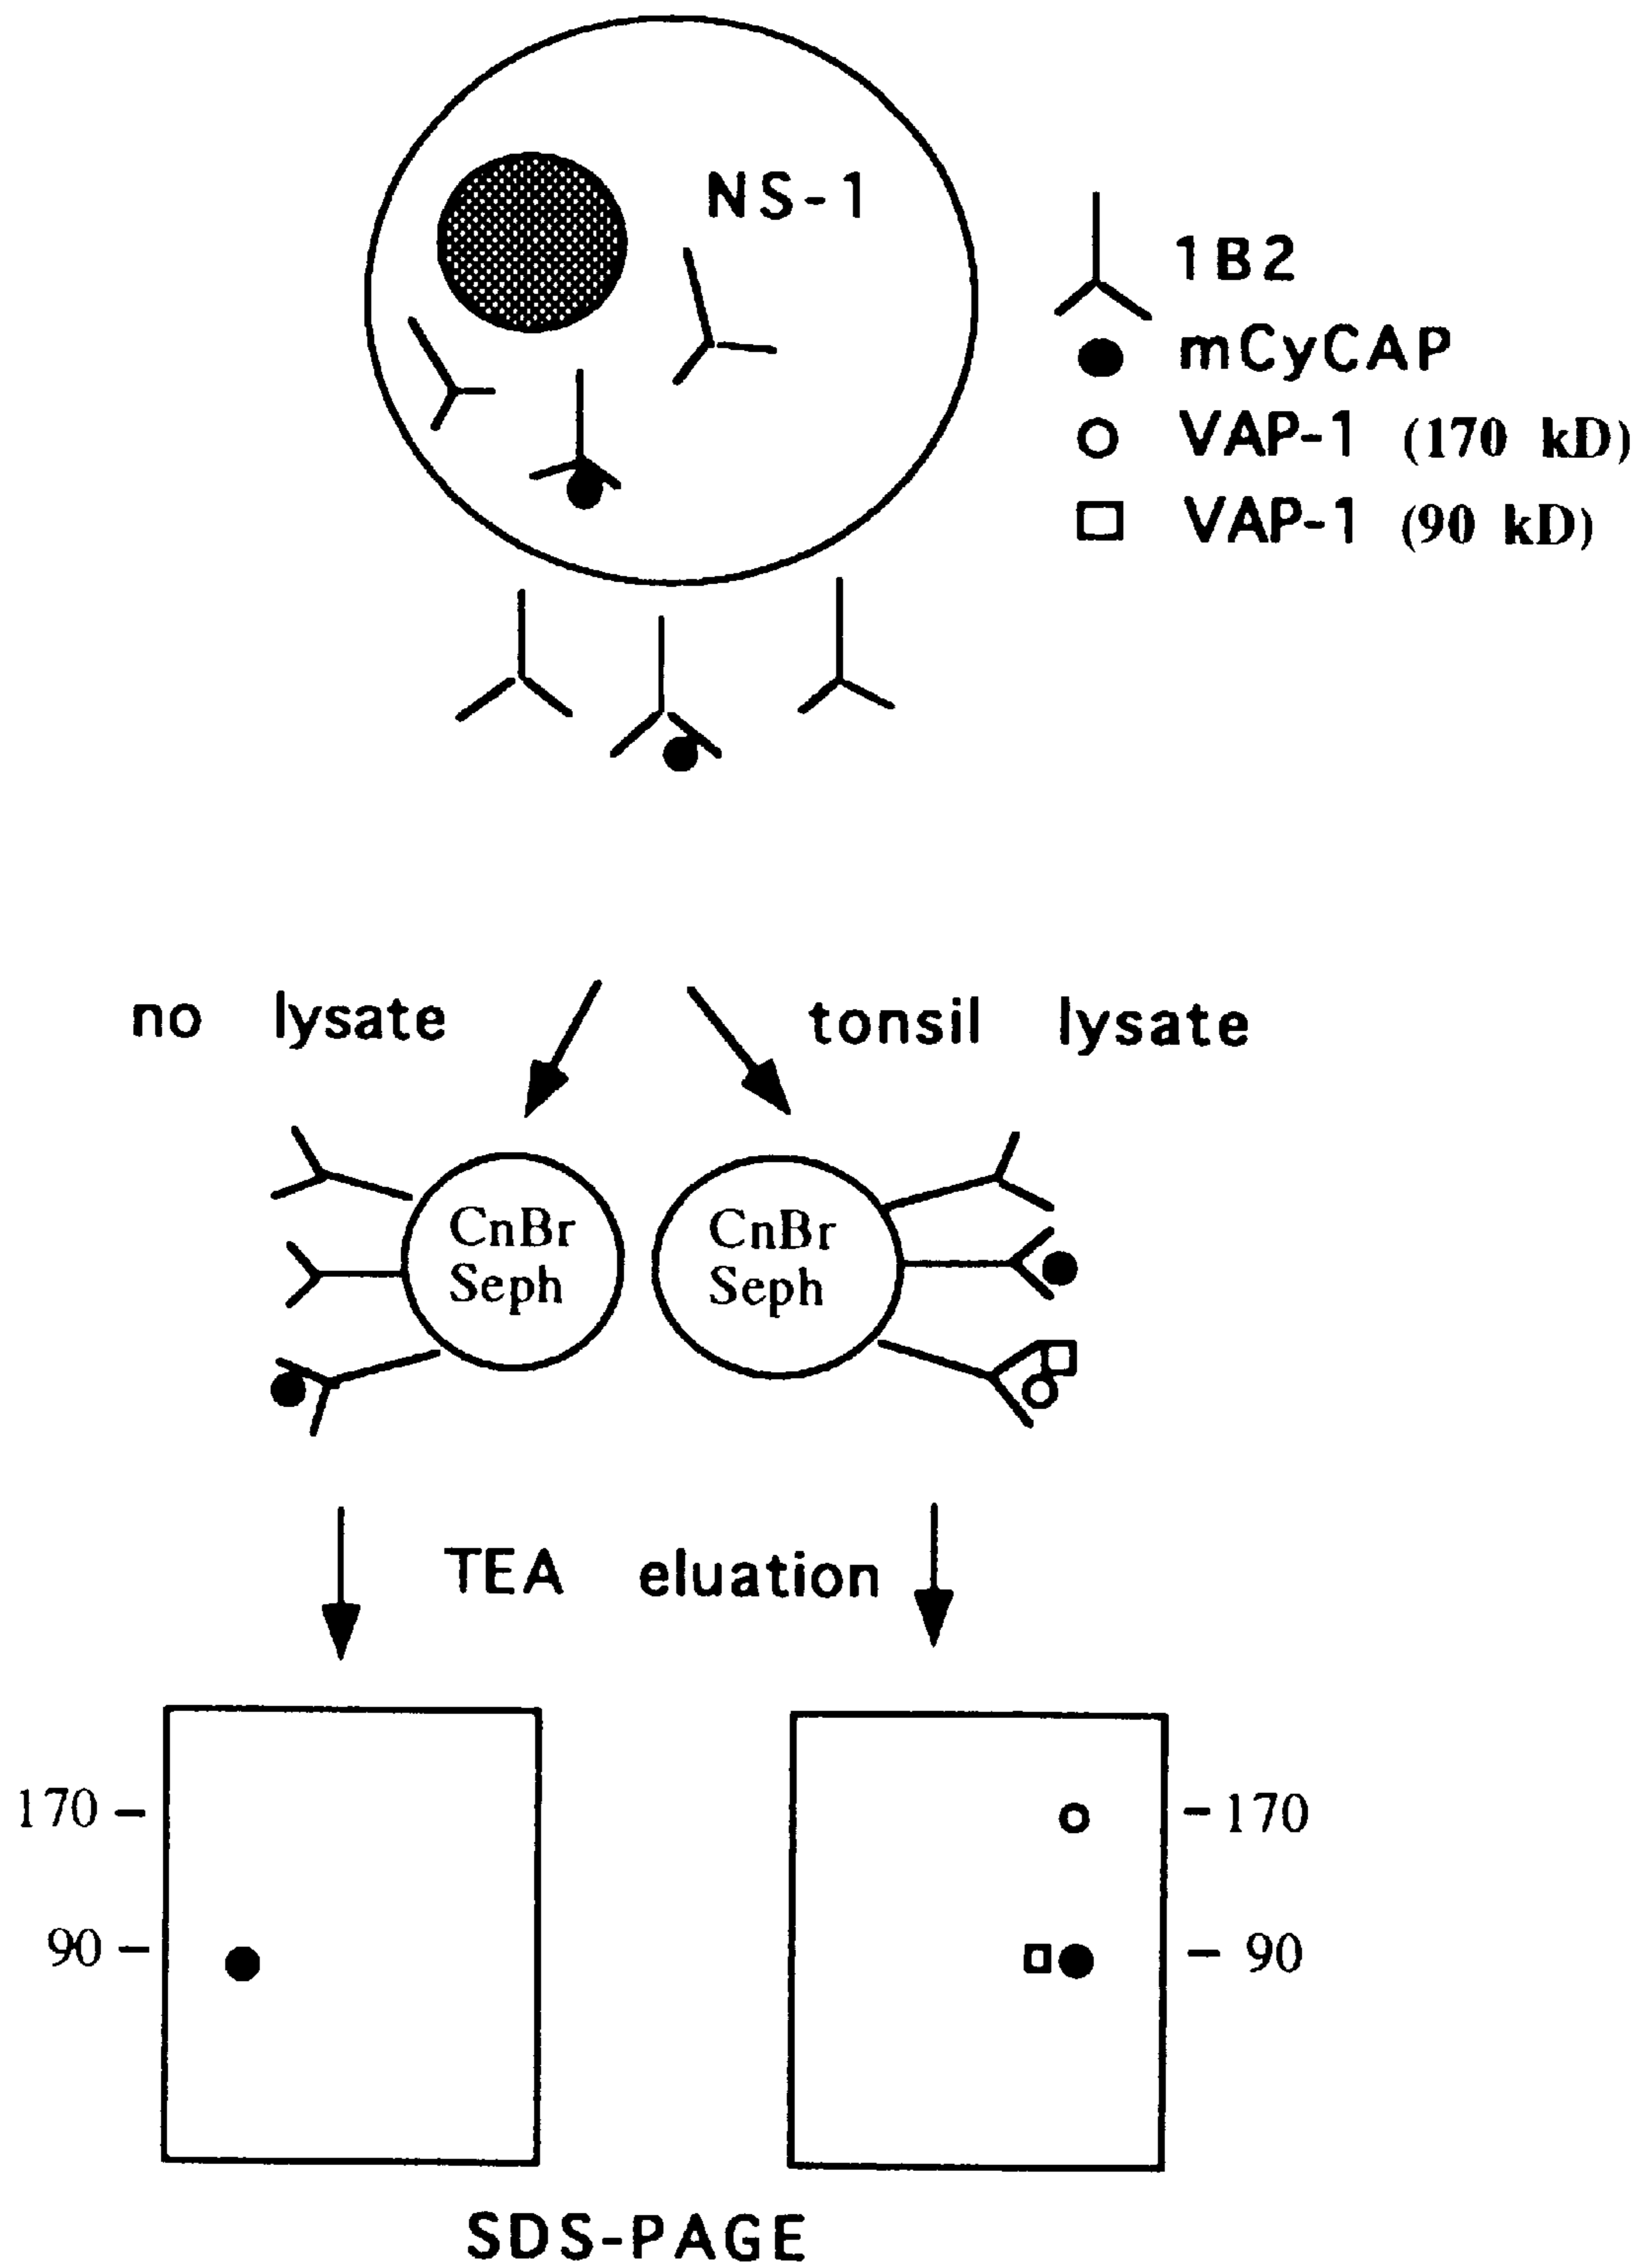 NS-1
1B2
mCyCAP
VAP-1 (170 kD)
VAP-1 (90 kD)
no lysate
tonsil lysate
CnBr
Seph
CnBr
Seph
TEA eluation
170
90
170
90
SDS-PAGE